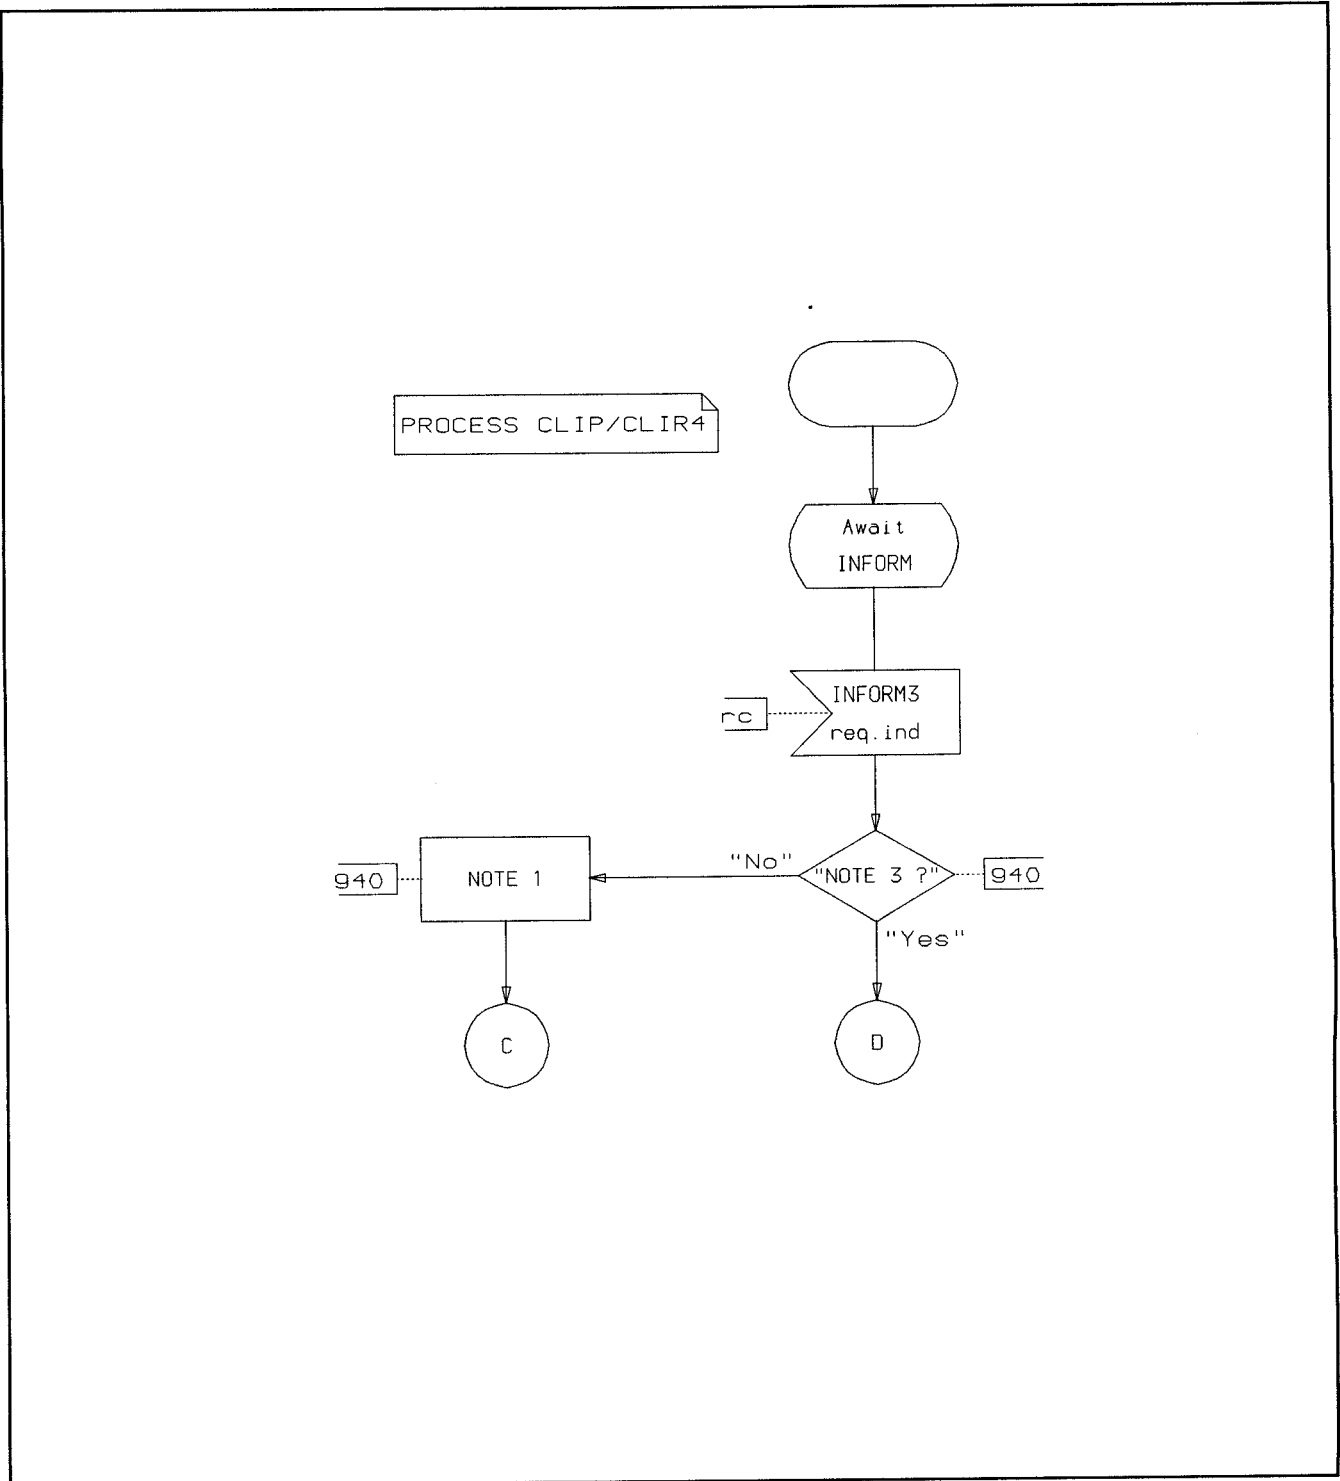 PROCESS CLIP/CLIR4
Await
INFORM
INFORM3
rc
req.ind
"No"
940
NOTE 1
"NOTE 3 ?"
940
"Yes"
C
D